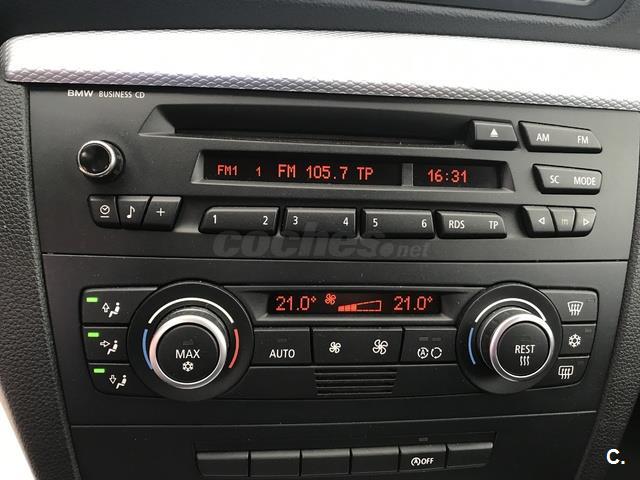 BMW BUSINESS CD
AM FM
FM1 1 FM 105.7 TP 16:31
SC MODE
1 2 3 4 5 6 RDS TP
m
coches.net
21.0° 21.0°
MAX AUTO REST
A
A OFF
C.